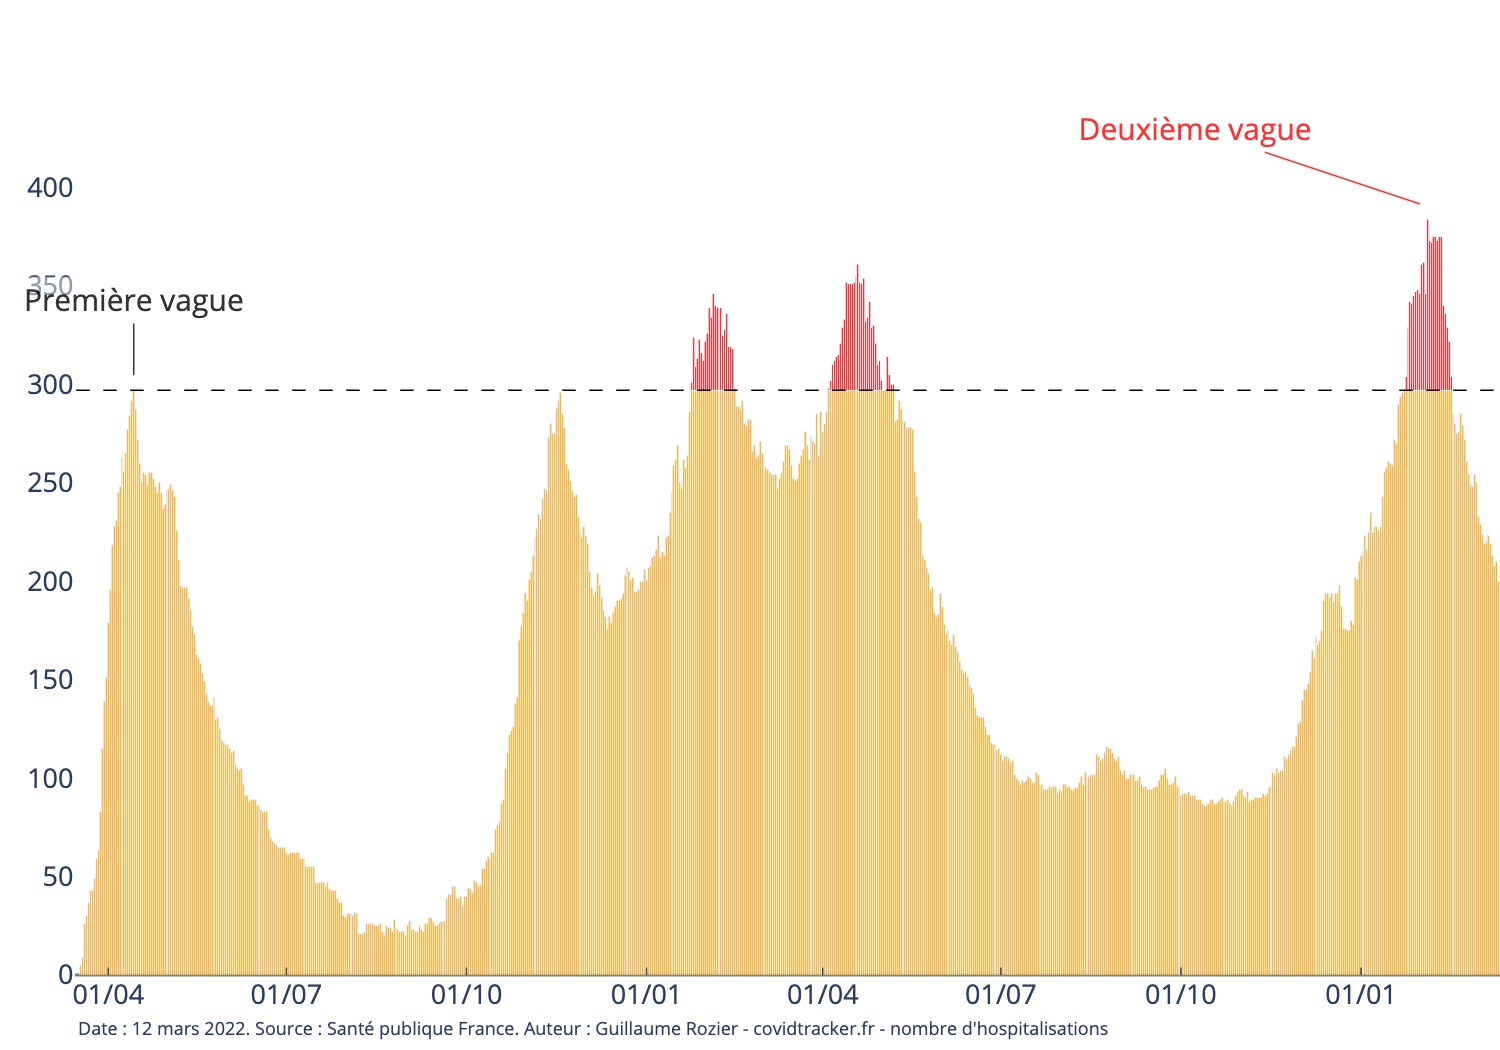 Deuxième vague
400
350
Première vague
300
250
200
150
100
50
0
01/04 01/07 01/10 01/01 01/04 01/07 01/10 01/01
Date : 12 mars 2022. Source : Santé publique France. Auteur : Guillaume Rozier - covidtracker.fr - nombre d'hospitalisations